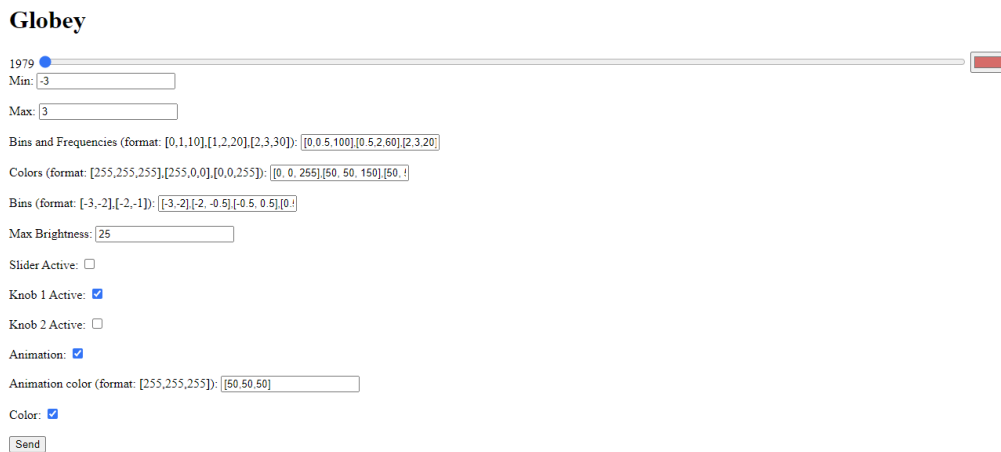 Globey
1979
Min: -3
Max: 3
Bins and Frequencies (format: [0,1,10],[1,2,20],[2,3,30]): [0,0.5,100],[0.5,2,60],[2,3,20]
Colors (format: [255,255,255],[255,0,0],[0,0,255]): [0, 0, 255],[50, 50, 150],[50,
Bins (format: [-3,-2],[-2,-1]): [-3,-2],[-2, -0.5],[-0.5, 0.5],[0.
Max Brightness: 25
Slider Active:
Knob 1 Active:
Knob 2 Active:
Animation:
Animation color (format: [255,255,255]): [50,50,50]
Color:
Send